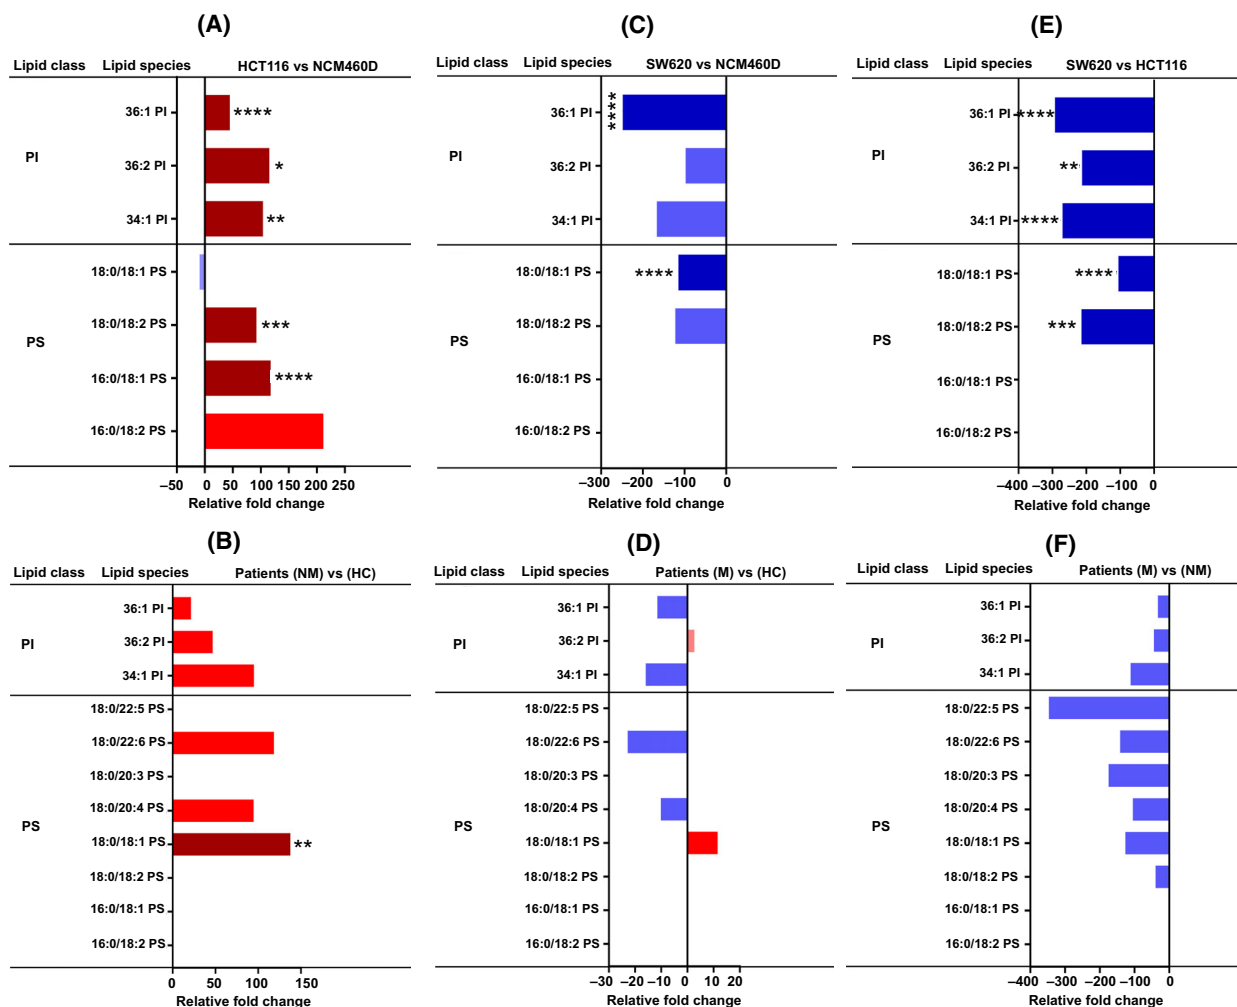 (A)
Lipid class Lipid species HCT116 vs NCM460D
36:1 PI ****
PI 36:2 PI *
34:1 PI **
18:0/18:1 PS
18:0/18:2 PS ***
PS
16:0/18:1 PS ****
16:0/18:2 PS
–50 0 50 100 150 200 250
Relative fold change
(C)
Lipid class Lipid species SW620 vs NCM460D
36:1 PI ****
PI 36:2 PI
34:1 PI
18:0/18:1 PS ****
18:0/18:2 PS
PS
16:0/18:1 PS
16:0/18:2 PS
–300 –200 –100 0
Relative fold change
(E)
Lipid class Lipid species SW620 vs HCT116
36:1 PI ****
PI 36:2 PI **
34:1 PI ****
18:0/18:1 PS ****
18:0/18:2 PS ***
PS
16:0/18:1 PS
16:0/18:2 PS
–400 –300 –200 –100 0
Relative fold change
(B)
Lipid class Lipid species Patients (NM) vs (HC)
36:1 PI
PI 36:2 PI
34:1 PI
18:0/22:5 PS
18:0/22:6 PS
18:0/20:3 PS
18:0/20:4 PS
PS
18:0/18:1 PS **
18:0/18:2 PS
16:0/18:1 PS
16:0/18:2 PS
0 50 100 150
Relative fold change
(D)
Lipid class Lipid species Patients (M) vs (HC)
36:1 PI
PI 36:2 PI
34:1 PI
18:0/22:5 PS
18:0/22:6 PS
18:0/20:3 PS
18:0/20:4 PS
PS
18:0/18:1 PS
18:0/18:2 PS
16:0/18:1 PS
16:0/18:2 PS
–30 –20 –10 0 10 20
Relative fold change
(F)
Lipid class Lipid species Patients (M) vs (NM)
36:1 PI
PI 36:2 PI
34:1 PI
18:0/22:5 PS
18:0/22:6 PS
18:0/20:3 PS
18:0/20:4 PS
PS
18:0/18:1 PS
18:0/18:2 PS
16:0/18:1 PS
16:0/18:2 PS
–400 –300 –200 –100 0
Relative fold change